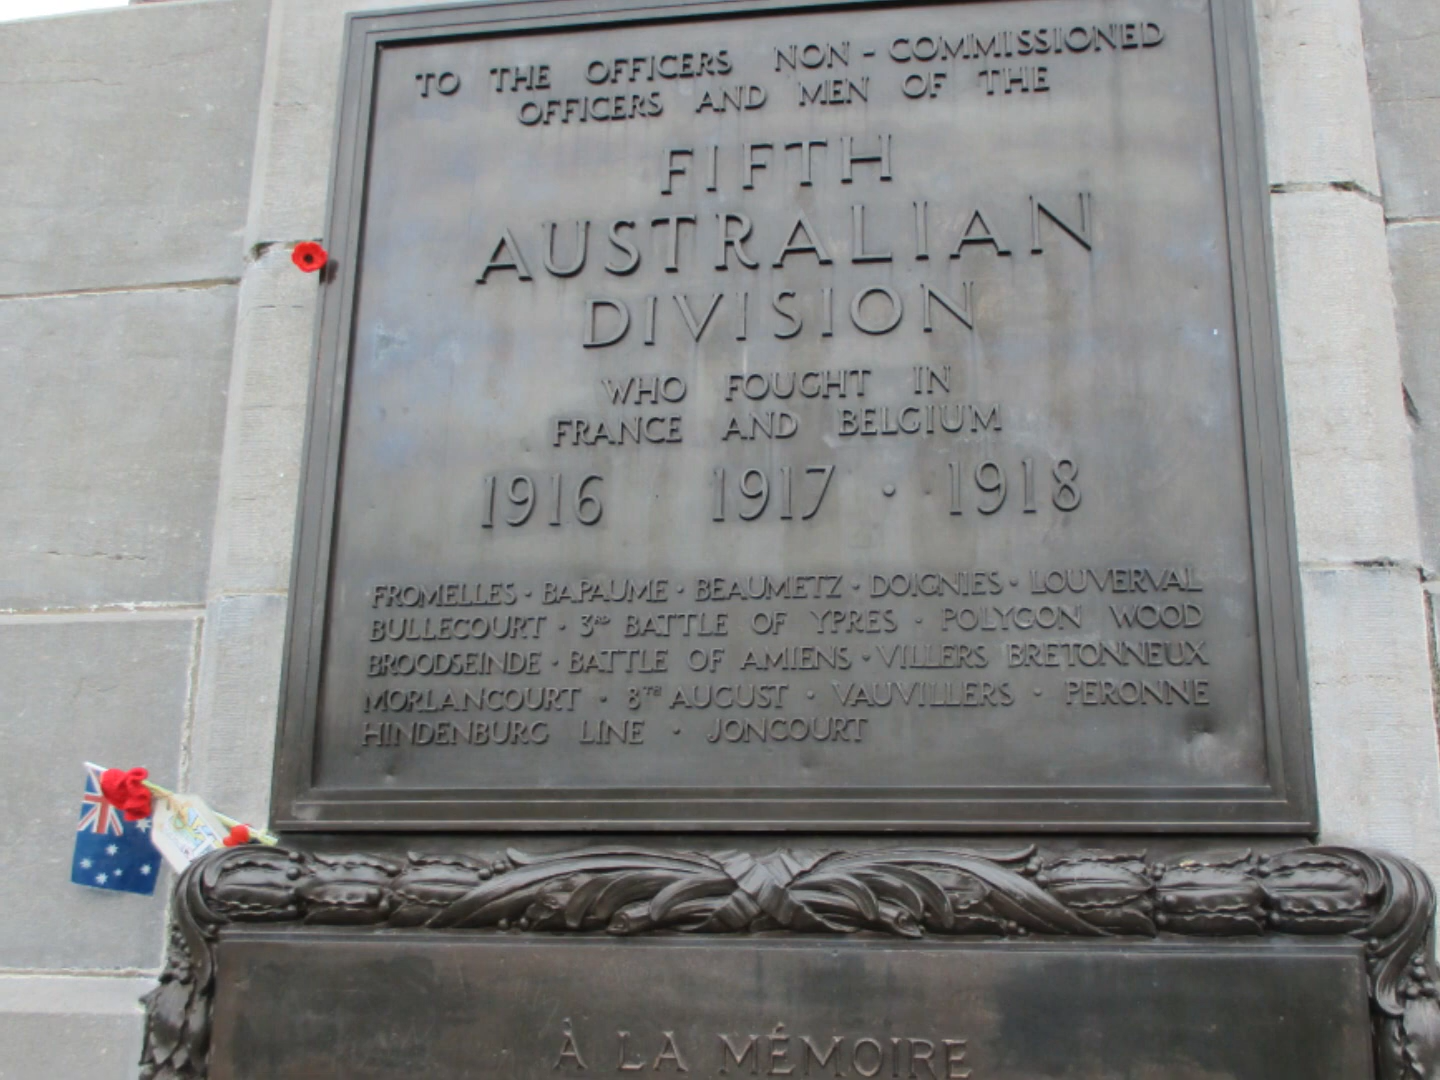 TO THE OFFICERS NON-COMMISSIONED
OFFICERS AND MEN OF THE
FIFTH
AUSTRALIAN
DIVISION
WHO FOUGHT IN
FRANCE AND BELGIUM
1916 1917 · 1918
FROMELLES · BAPAUME · BEAUMETZ · DOIGNIES · LOUVERVAL
BULLECOURT · 3RD BATTLE OF YPRES · POLYGON WOOD
BROODSEINDE · BATTLE OF AMIENS · VILLERS BRETONNEUX
MORLANCOURT · 8TH AUGUST · VAUVILLERS · PERONNE
HINDENBURG LINE · JONCOURT
À LA MÉMOIRE